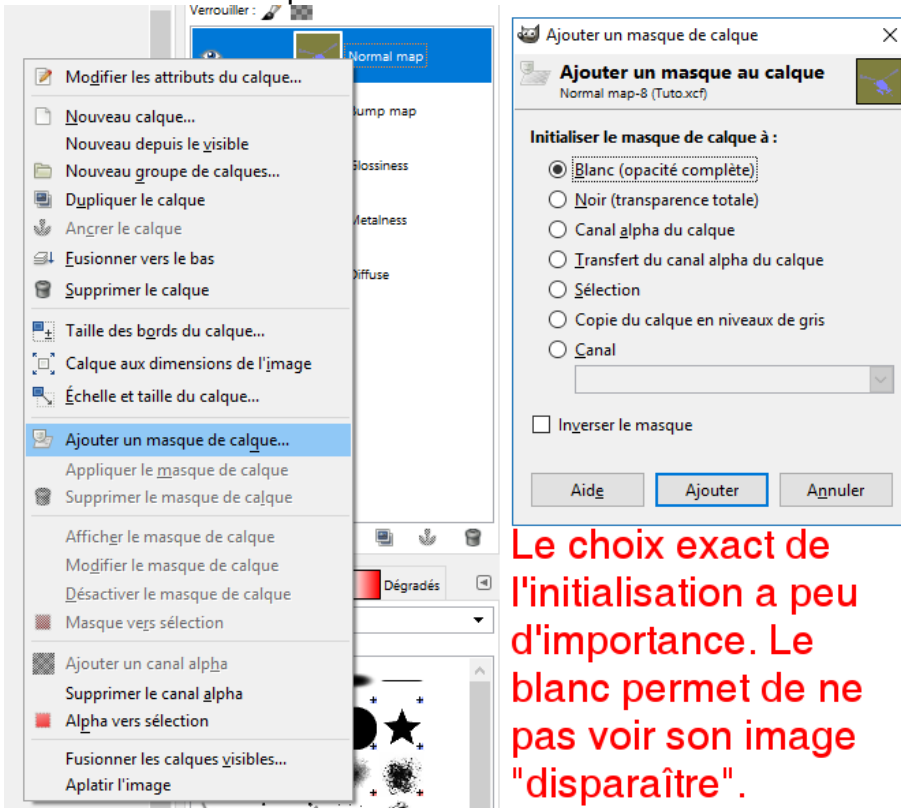 Verrouiller :
Normal map
Bump map
Glossiness
Metalness
Diffuse
Modifier les attributs du calque...
Nouveau calque...
Nouveau depuis le visible
Nouveau groupe de calques...
Dupliquer le calque
Ancrer le calque
Fusionner vers le bas
Supprimer le calque
Taille des bords du calque...
Calque aux dimensions de l'image
Échelle et taille du calque...
Ajouter un masque de calque...
Appliquer le masque de calque
Supprimer le masque de calque
Afficher le masque de calque
Modifier le masque de calque
Désactiver le masque de calque
Masque vers sélection
Ajouter un canal alpha
Supprimer le canal alpha
Alpha vers sélection
Fusionner les calques visibles...
Aplatir l'image
Dégradés
Ajouter un masque de calque
Ajouter un masque au calque
Normal map-8 (Tuto.xcf)
Initialiser le masque de calque à :
Blanc (opacité complète)
Noir (transparence totale)
Canal alpha du calque
Transfert du canal alpha du calque
Sélection
Copie du calque en niveaux de gris
Canal
Inverser le masque
Aide
Ajouter
Annuler
Le choix exact de
l'initialisation a peu
d'importance. Le
blanc permet de ne
pas voir son image
"disparaître".